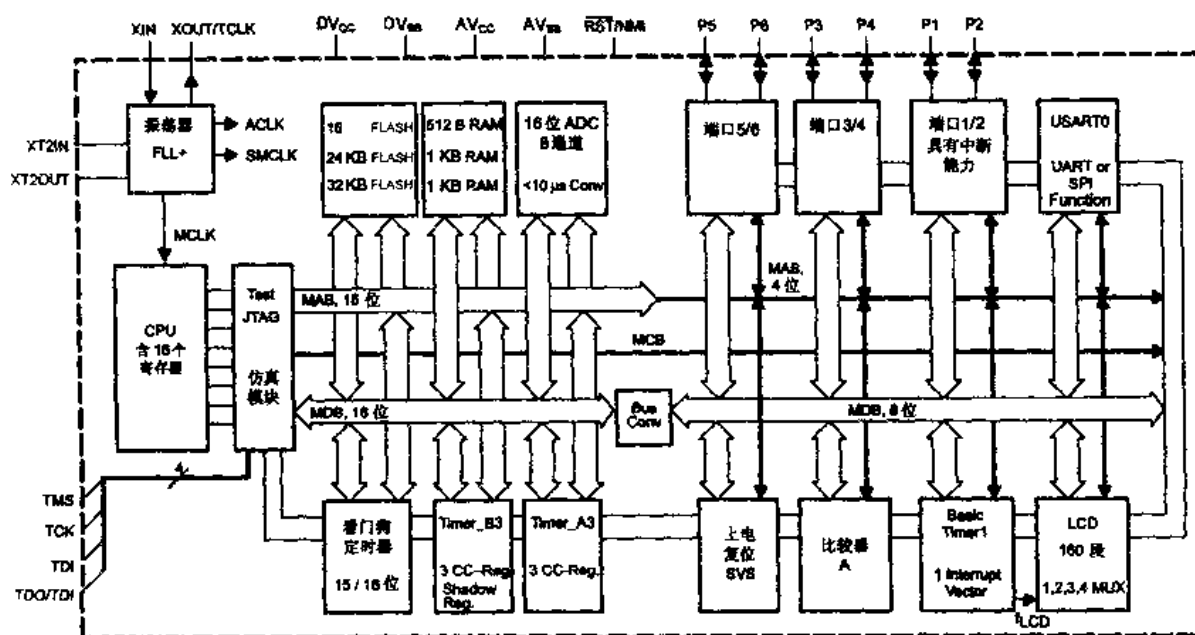 XIN XOUT/TCLK DVCC DVSS AVCC AVSS RST/NMI P5 P6 P3 P4 P1 P2
XT2IN
XT2OUT
振荡器
FLL+
ACLK
SMCLK
MCLK
16 FLASH
24 KB FLASH
32 KB FLASH
512 B RAM
1 KB RAM
1 KB RAM
16 位 ADC
8 通道
<10 μs Conv
端口5/6
端口3/4
端口1/2
具有中断
能力
USART0
UART or
SPI
Function
CPU
含 16 个
寄存器
Test
JTAG
仿真
模块
MAB, 16 位
MAB,
4 位
MCB
MDB, 16 位
Bus
Conv
MDB, 8 位
4
TMS
TCK
TDI
TDO/TDI
看门狗
定时器
15 / 16 位
Timer_B3
3 CC-Reg.
Shadow
Reg.
Timer_A3
3 CC-Reg.
上电
复位
SVS
比较器
A
Basic
Timer1
1 Interrupt
Vector
LCD
160 段
1,2,3,4 MUX
fLCD